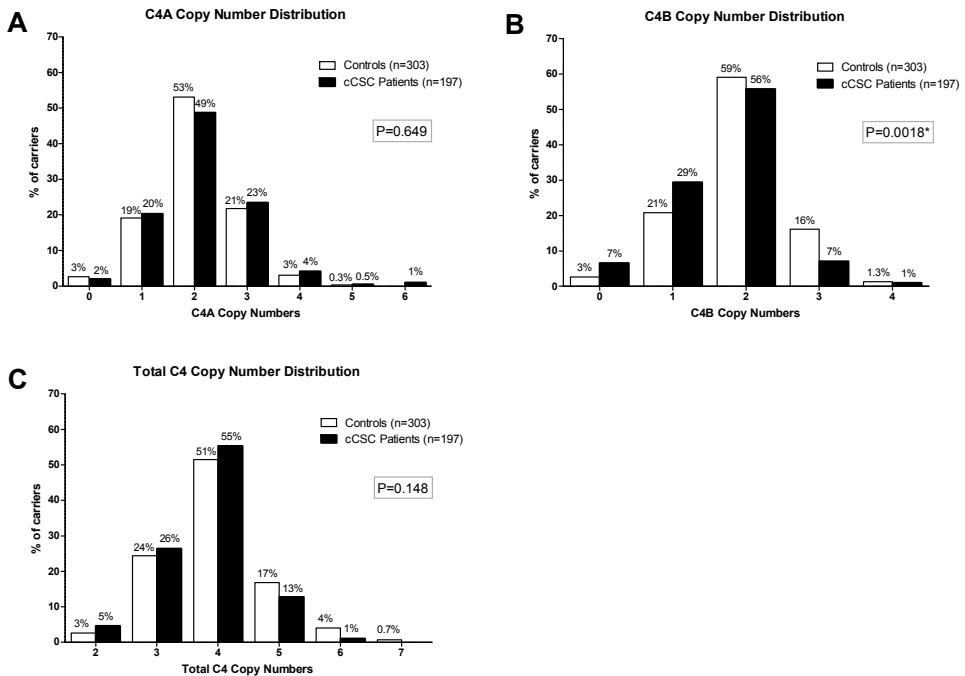 A
C4A Copy Number Distribution
% of carriers
70
60
50
40
30
20
10
0
Controls (n=303)
cCSC Patients (n=197)
P=0.649
3% 2% 19% 20% 53% 49% 21% 23% 3% 4% 0.3% 0.5% 1%
0 1 2 3 4 5 6
C4A Copy Numbers
B
C4B Copy Number Distribution
% of carriers
70
60
50
40
30
20
10
0
Controls (n=303)
cCSC Patients (n=197)
P=0.0018*
3% 7% 21% 29% 59% 56% 16% 7% 1.3% 1%
0 1 2 3 4
C4B Copy Numbers
C
Total C4 Copy Number Distribution
% of carriers
70
60
50
40
30
20
10
0
Controls (n=303)
cCSC Patients (n=197)
P=0.148
3% 5% 24% 26% 51% 55% 17% 13% 4% 1% 0.7%
2 3 4 5 6 7
Total C4 Copy Numbers